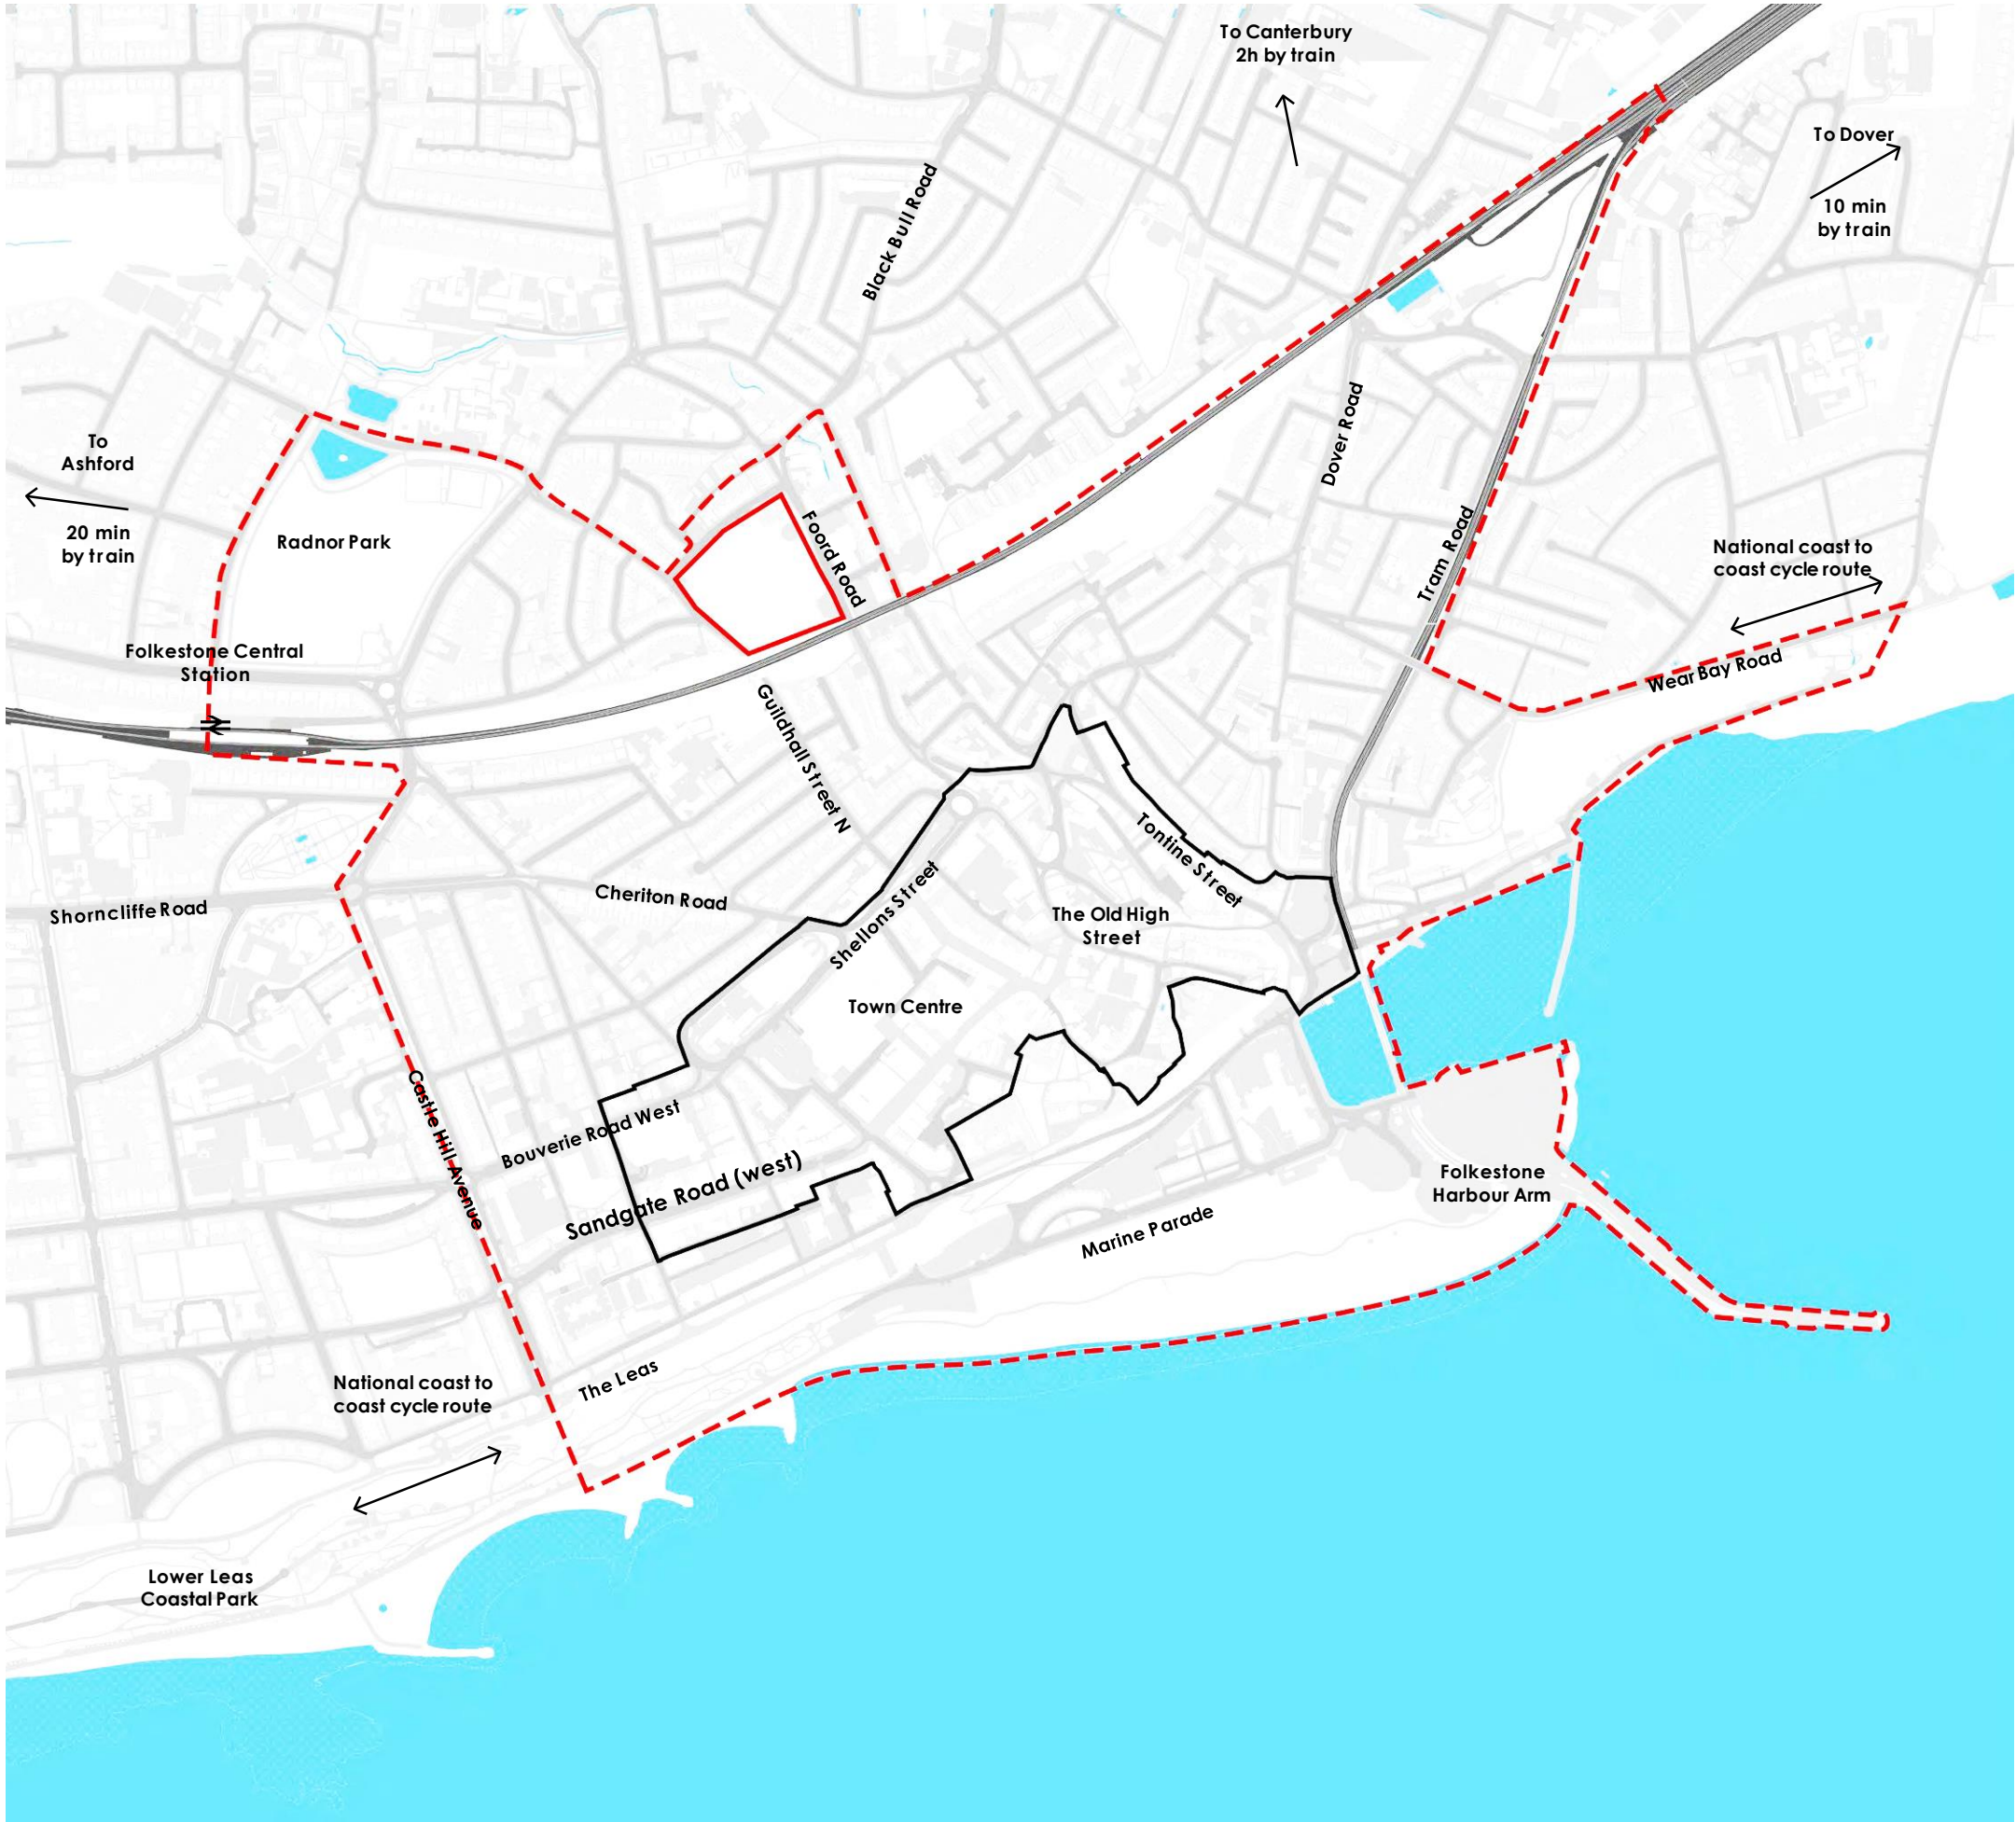 To Canterbury
2h by train
To Dover
10 min
by train
Black Bull Road
To
Ashford
20 min
by train
Radnor Park
Foord Road
Dover Road
Tram Road
National coast to
coast cycle route
Wear Bay Road
Folkestone Central
Station
Guildhall Street N
Tontine Street
Shorncliffe Road
Cheriton Road
Shellons Street
The Old High
Street
Town Centre
Castle Hill Avenue
Bouverie Road West
Sandgate Road (west)
Folkestone
Harbour Arm
Marine Parade
The Leas
National coast to
coast cycle route
Lower Leas
Coastal Park